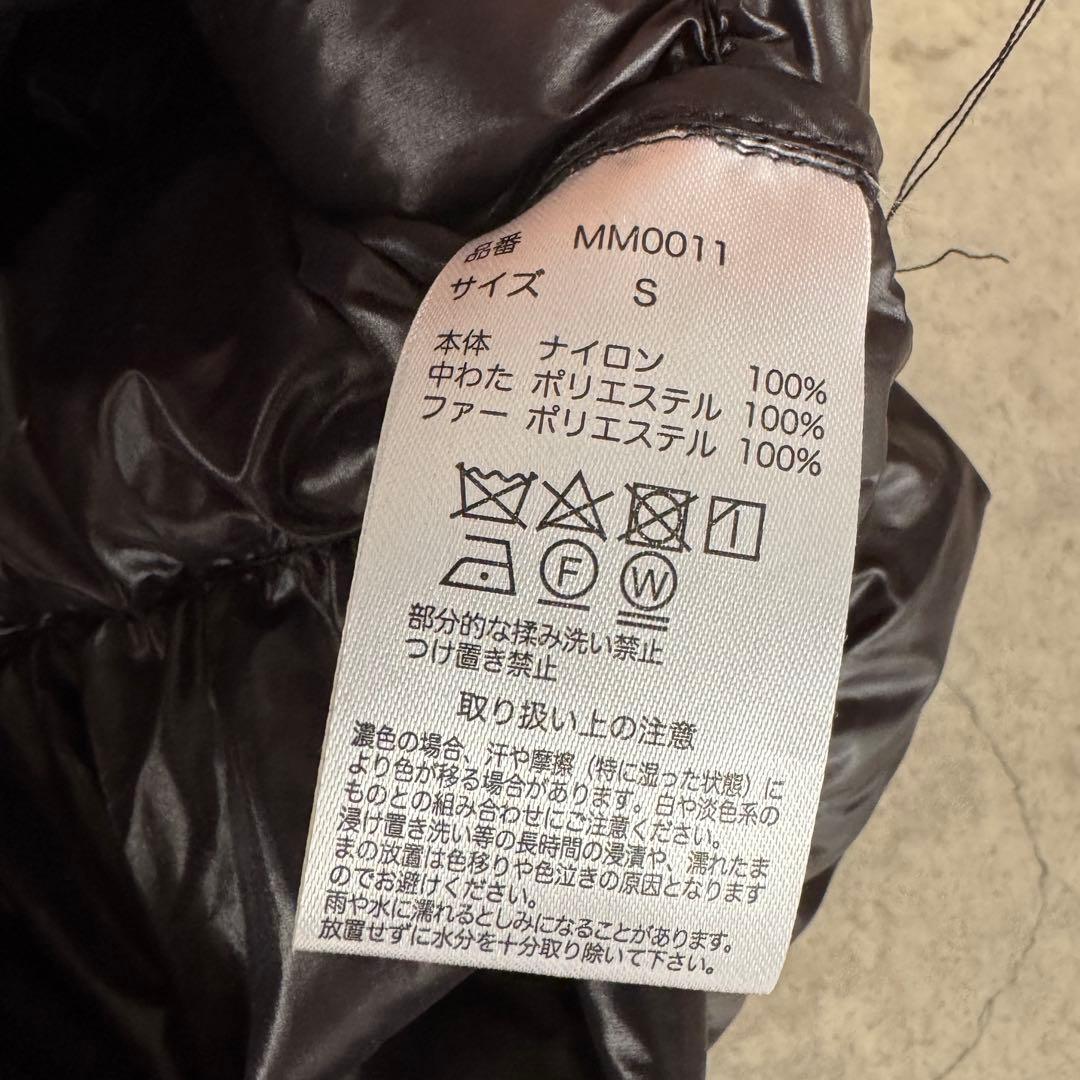 品番 MM0011
サイズ S
本体 ナイロン 100%
中わた ポリエステル 100%
ファー ポリエステル 100%
F W
部分的な揉み洗い禁止
つけ置き禁止
取り扱い上の注意
濃色の場合、汗や摩擦（特に湿った状態）に
より色が移る場合があります。白や淡色系の
ものとの組み合わせにご注意ください。
浸け置き洗い等の長時間の浸漬や、濡れたま
まの放置は色移りや色泣きの原因となります
のでお避けください。
雨や水に濡れるとしみになることがあります。
放置せずに水分を十分取り除いて下さい。